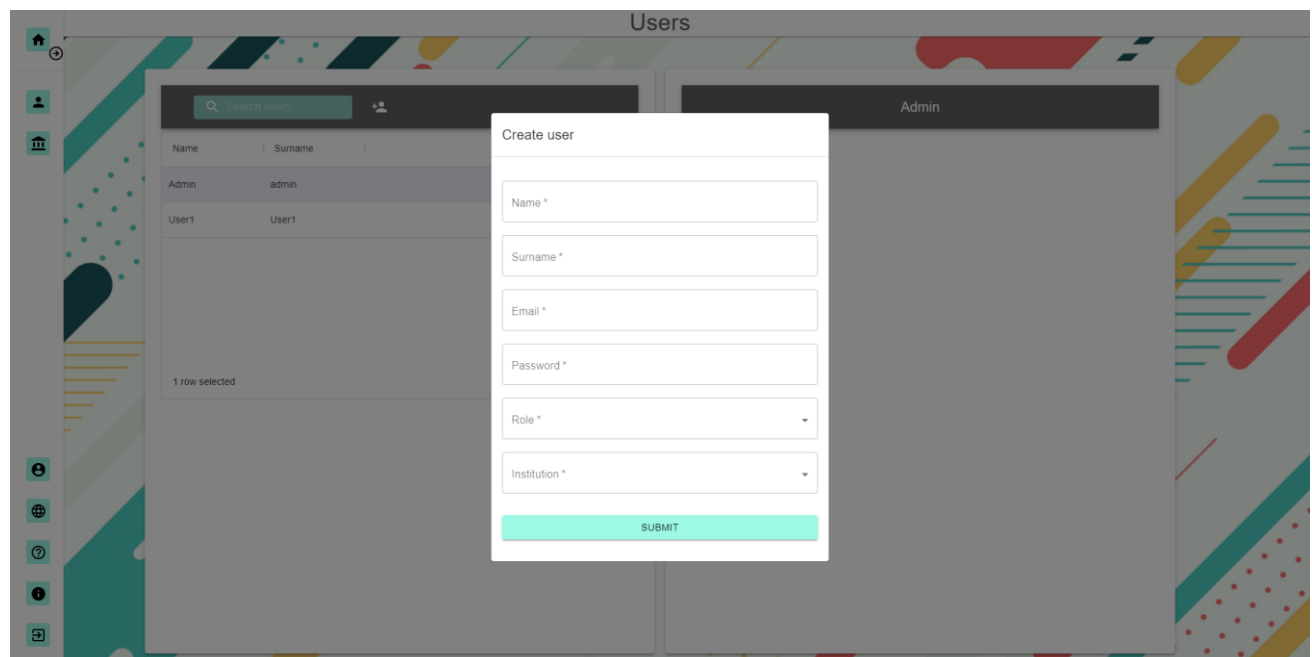 Users
Search users
Admin
Name Surname
Admin admin
User1 User1
1 row selected
Create user
Name *
Surname *
Email *
Password *
Role *
Institution *
SUBMIT